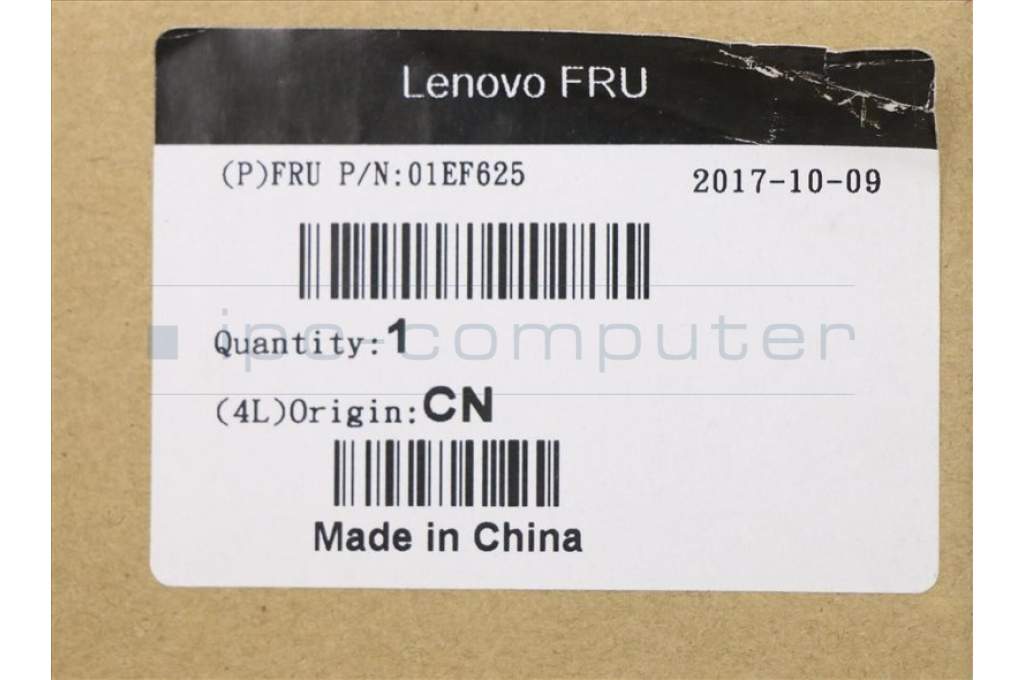 Lenovo FRU
(P)FRU P/N:01EF625
2017-10-09
Quantity:1
ipc-computer
(4L)Origin:CN
Made in China